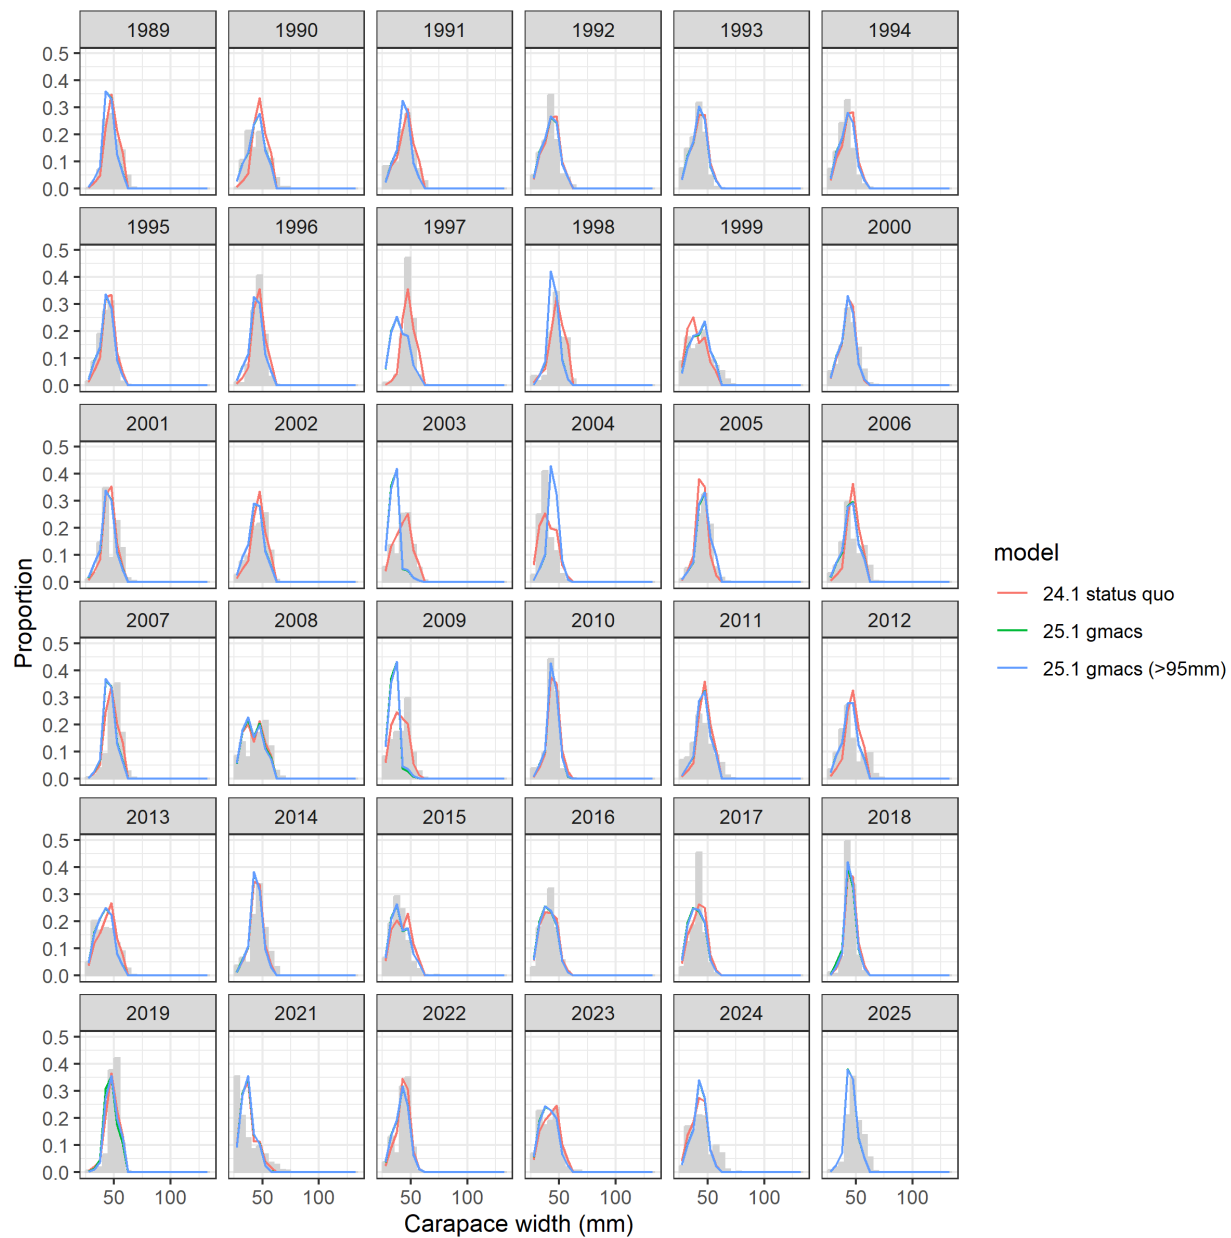 1989 1990 1991 1992 1993 1994
0.5
0.4
0.3
0.2
0.1
0.0
1995 1996 1997 1998 1999 2000
0.5
0.4
0.3
0.2
0.1
0.0
2001 2002 2003 2004 2005 2006
0.5
0.4
0.3
0.2
0.1
0.0
2007 2008 2009 2010 2011 2012
0.5
0.4
0.3
0.2
0.1
0.0
2013 2014 2015 2016 2017 2018
0.5
0.4
0.3
0.2
0.1
0.0
2019 2021 2022 2023 2024 2025
0.5
0.4
0.3
0.2
0.1
0.0
50 100 50 100 50 100 50 100 50 100 50 100
Carapace width (mm)
Proportion
model
24.1 status quo
25.1 gmacs
25.1 gmacs (>95mm)